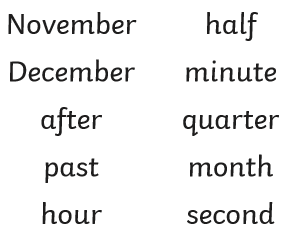 November half
December minute
after quarter
past month
hour second